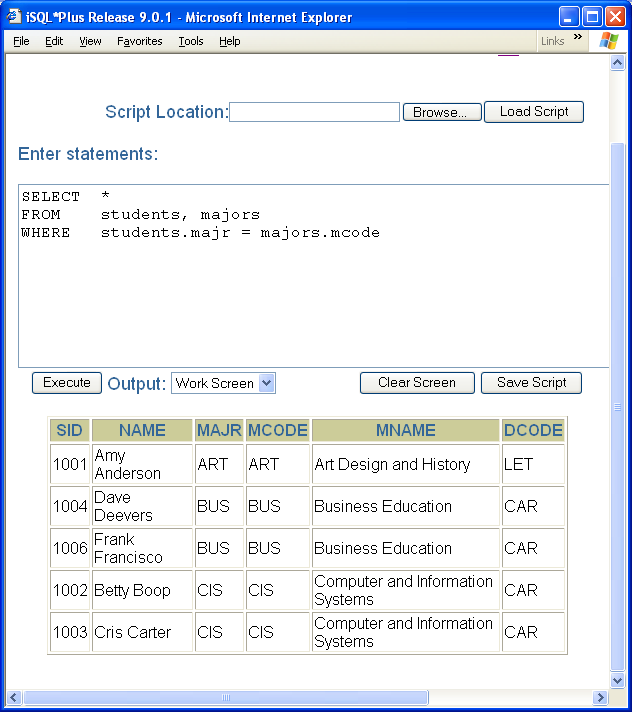 iSQL*Plus Release 9.0.1 - Microsoft Internet Explorer
File Edit View Favorites Tools Help Links »
Script Location: Browse... Load Script
Enter statements:
SELECT *
FROM students, majors
WHERE students.majr = majors.mcode
Execute Output: Work Screen Clear Screen Save Script
SID NAME MAJR MCODE MNAME DCODE
1001 Amy Anderson ART ART Art Design and History LET
1004 Dave Deevers BUS BUS Business Education CAR
1006 Frank Francisco BUS BUS Business Education CAR
1002 Betty Boop CIS CIS Computer and Information Systems CAR
1003 Cris Carter CIS CIS Computer and Information Systems CAR